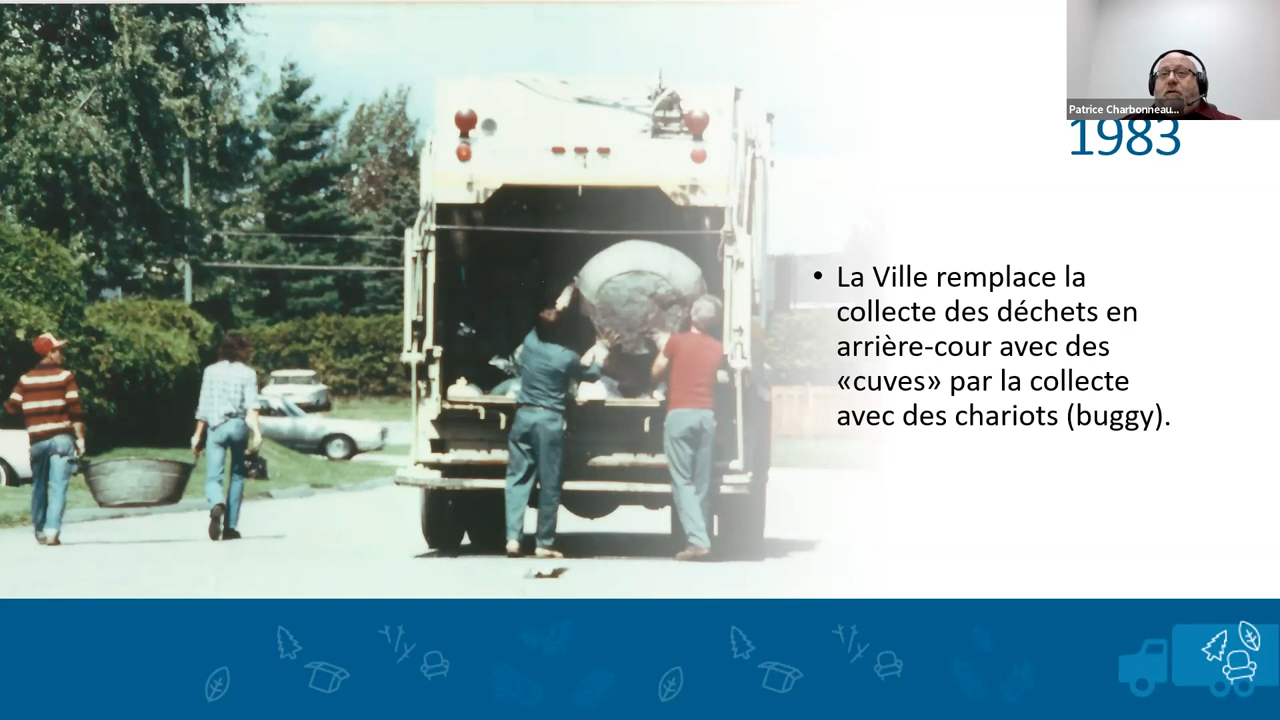 Patrice Charbonneau...
1983
• La Ville remplace la
collecte des déchets en
arrière-cour avec des
«cuves» par la collecte
avec des chariots (buggy).